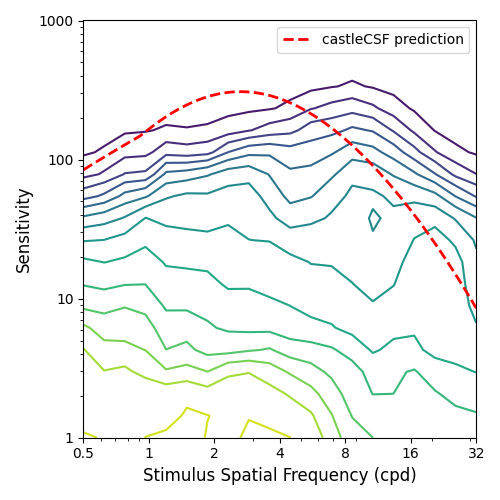 1000
castleCSF prediction
100
Sensitivity
10
1
0.5 1 2 4 8 16 32
Stimulus Spatial Frequency (cpd)